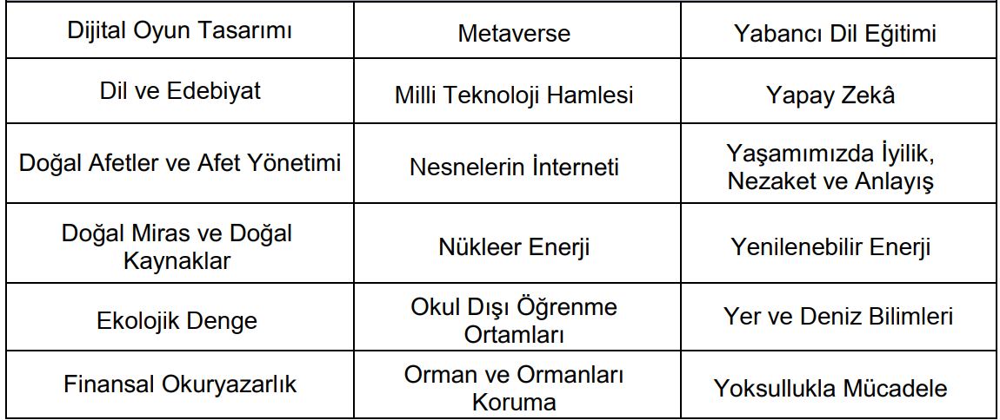 Dijital Oyun Tasarımı
Metaverse
Yabancı Dil Eğitimi
Dil ve Edebiyat
Milli Teknoloji Hamlesi
Yapay Zekâ
Doğal Afetler ve Afet Yönetimi
Nesnelerin İnterneti
Yaşamımızda İyilik,
Nezaket ve Anlayış
Doğal Miras ve Doğal
Kaynaklar
Nükleer Enerji
Yenilenebilir Enerji
Ekolojik Denge
Okul Dışı Öğrenme
Ortamları
Yer ve Deniz Bilimleri
Finansal Okuryazarlık
Orman ve Ormanları
Koruma
Yoksullukla Mücadele